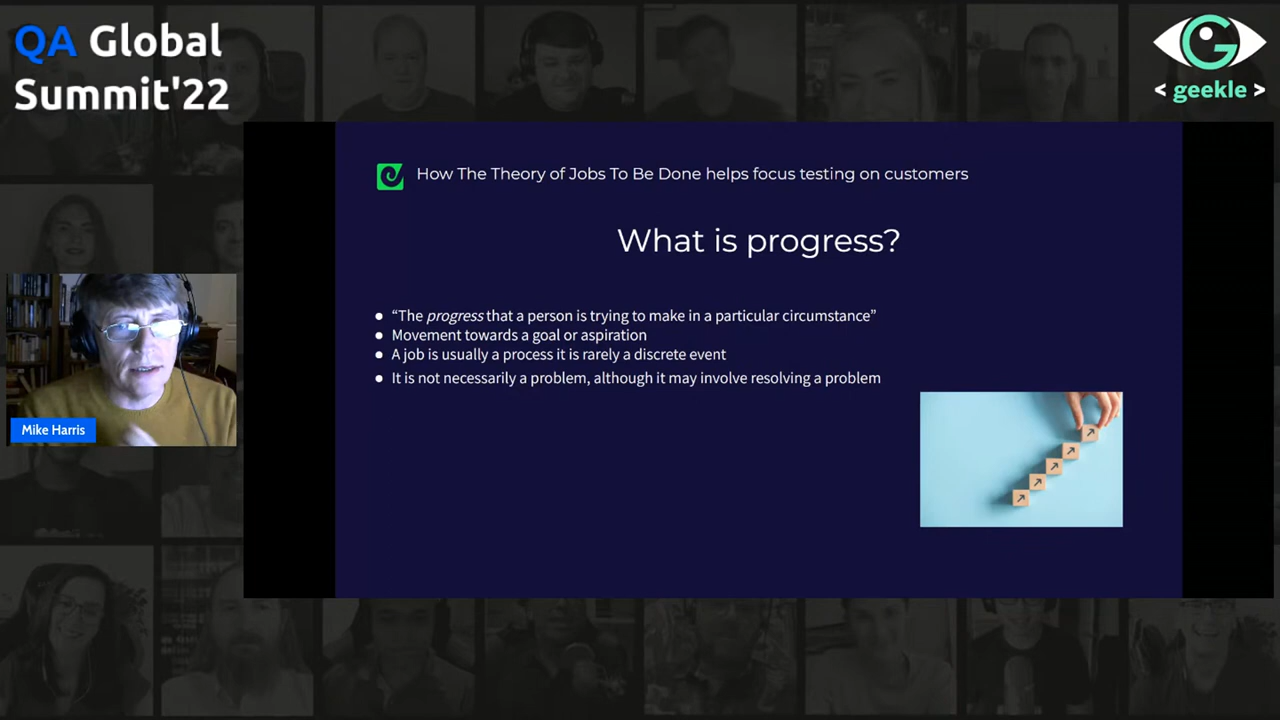 QA Global
Summit'22
< geekle >
How The Theory of Jobs To Be Done helps focus testing on customers
What is progress?
● “The progress that a person is trying to make in a particular circumstance”
● Movement towards a goal or aspiration
● A job is usually a process it is rarely a discrete event
● It is not necessarily a problem, although it may involve resolving a problem
Mike Harris